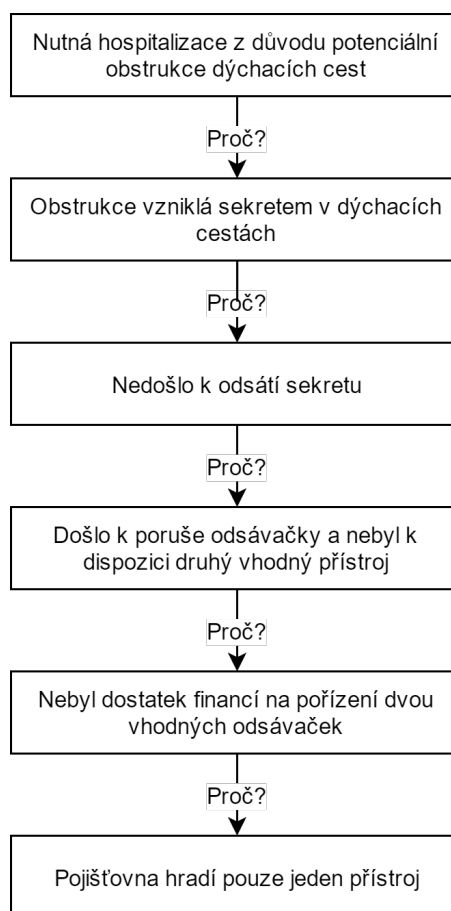 Nutná hospitalizace z důvodu potenciální
obstrukce dýchacích cest
Proč?
Obstrukce vzniklá sekretem v dýchacích
cestách
Proč?
Nedošlo k odsátí sekretu
Proč?
Došlo k poruše odsávačky a nebyl k
dispozici druhý vhodný přístroj
Proč?
Nebyl dostatek financí na pořízení dvou
vhodných odsávaček
Proč?
Pojišťovna hradí pouze jeden přístroj